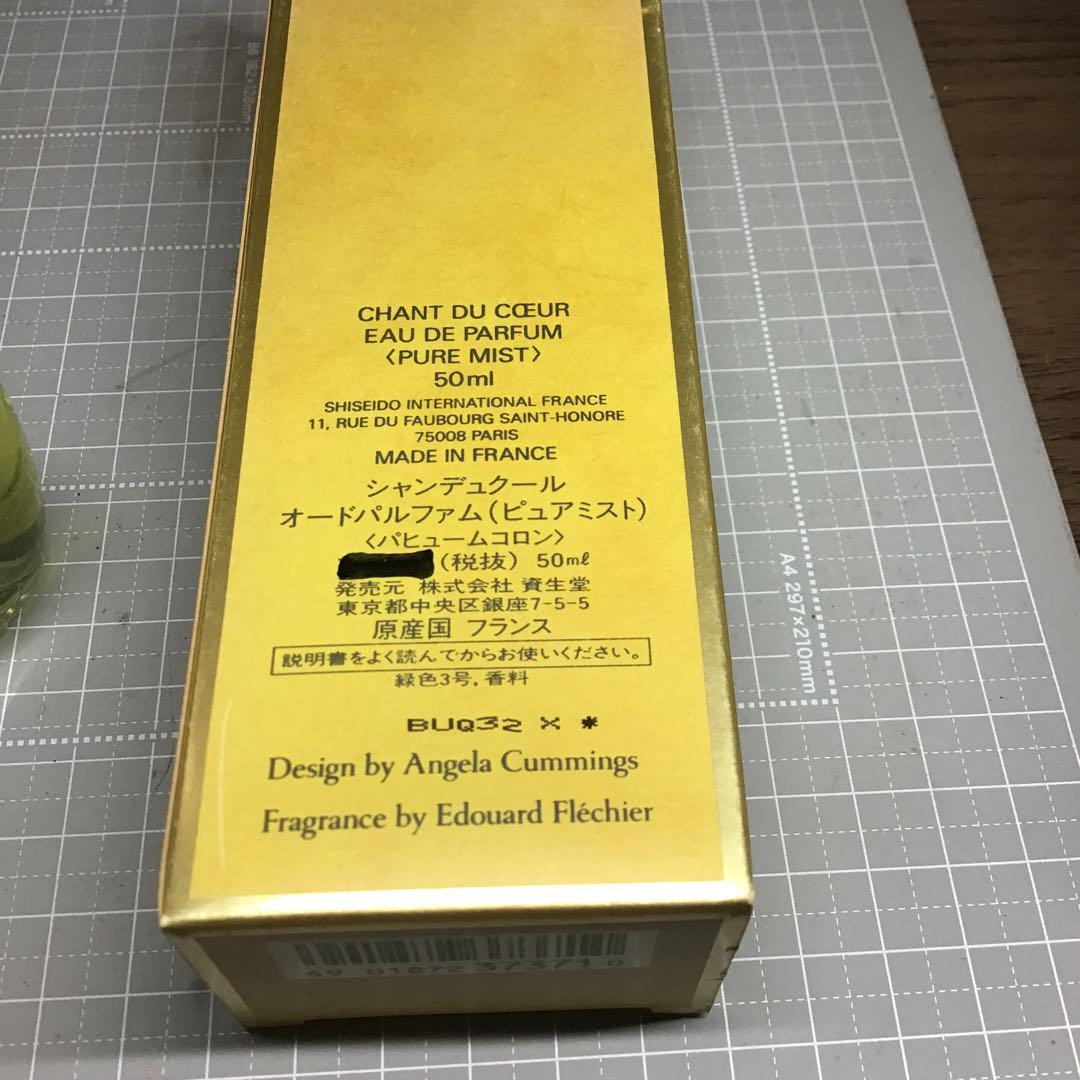 CHANT DU CŒUR
EAU DE PARFUM
〈PURE MIST〉
50ml
SHISEIDO INTERNATIONAL FRANCE
11, RUE DU FAUBOURG SAINT-HONORE
75008 PARIS
MADE IN FRANCE
シャンデュクール
オードパルファム(ピュアミスト)
〈パヒュームコロン〉
(税抜) 50mℓ
発売元 株式会社 資生堂
東京都中央区銀座7-5-5
原産国 フランス
説明書をよく読んでからお使いください。
緑色3号,香料
BUQ32 X *
Design by Angela Cummings
Fragrance by Edouard Fléchier
A4 297×210mm